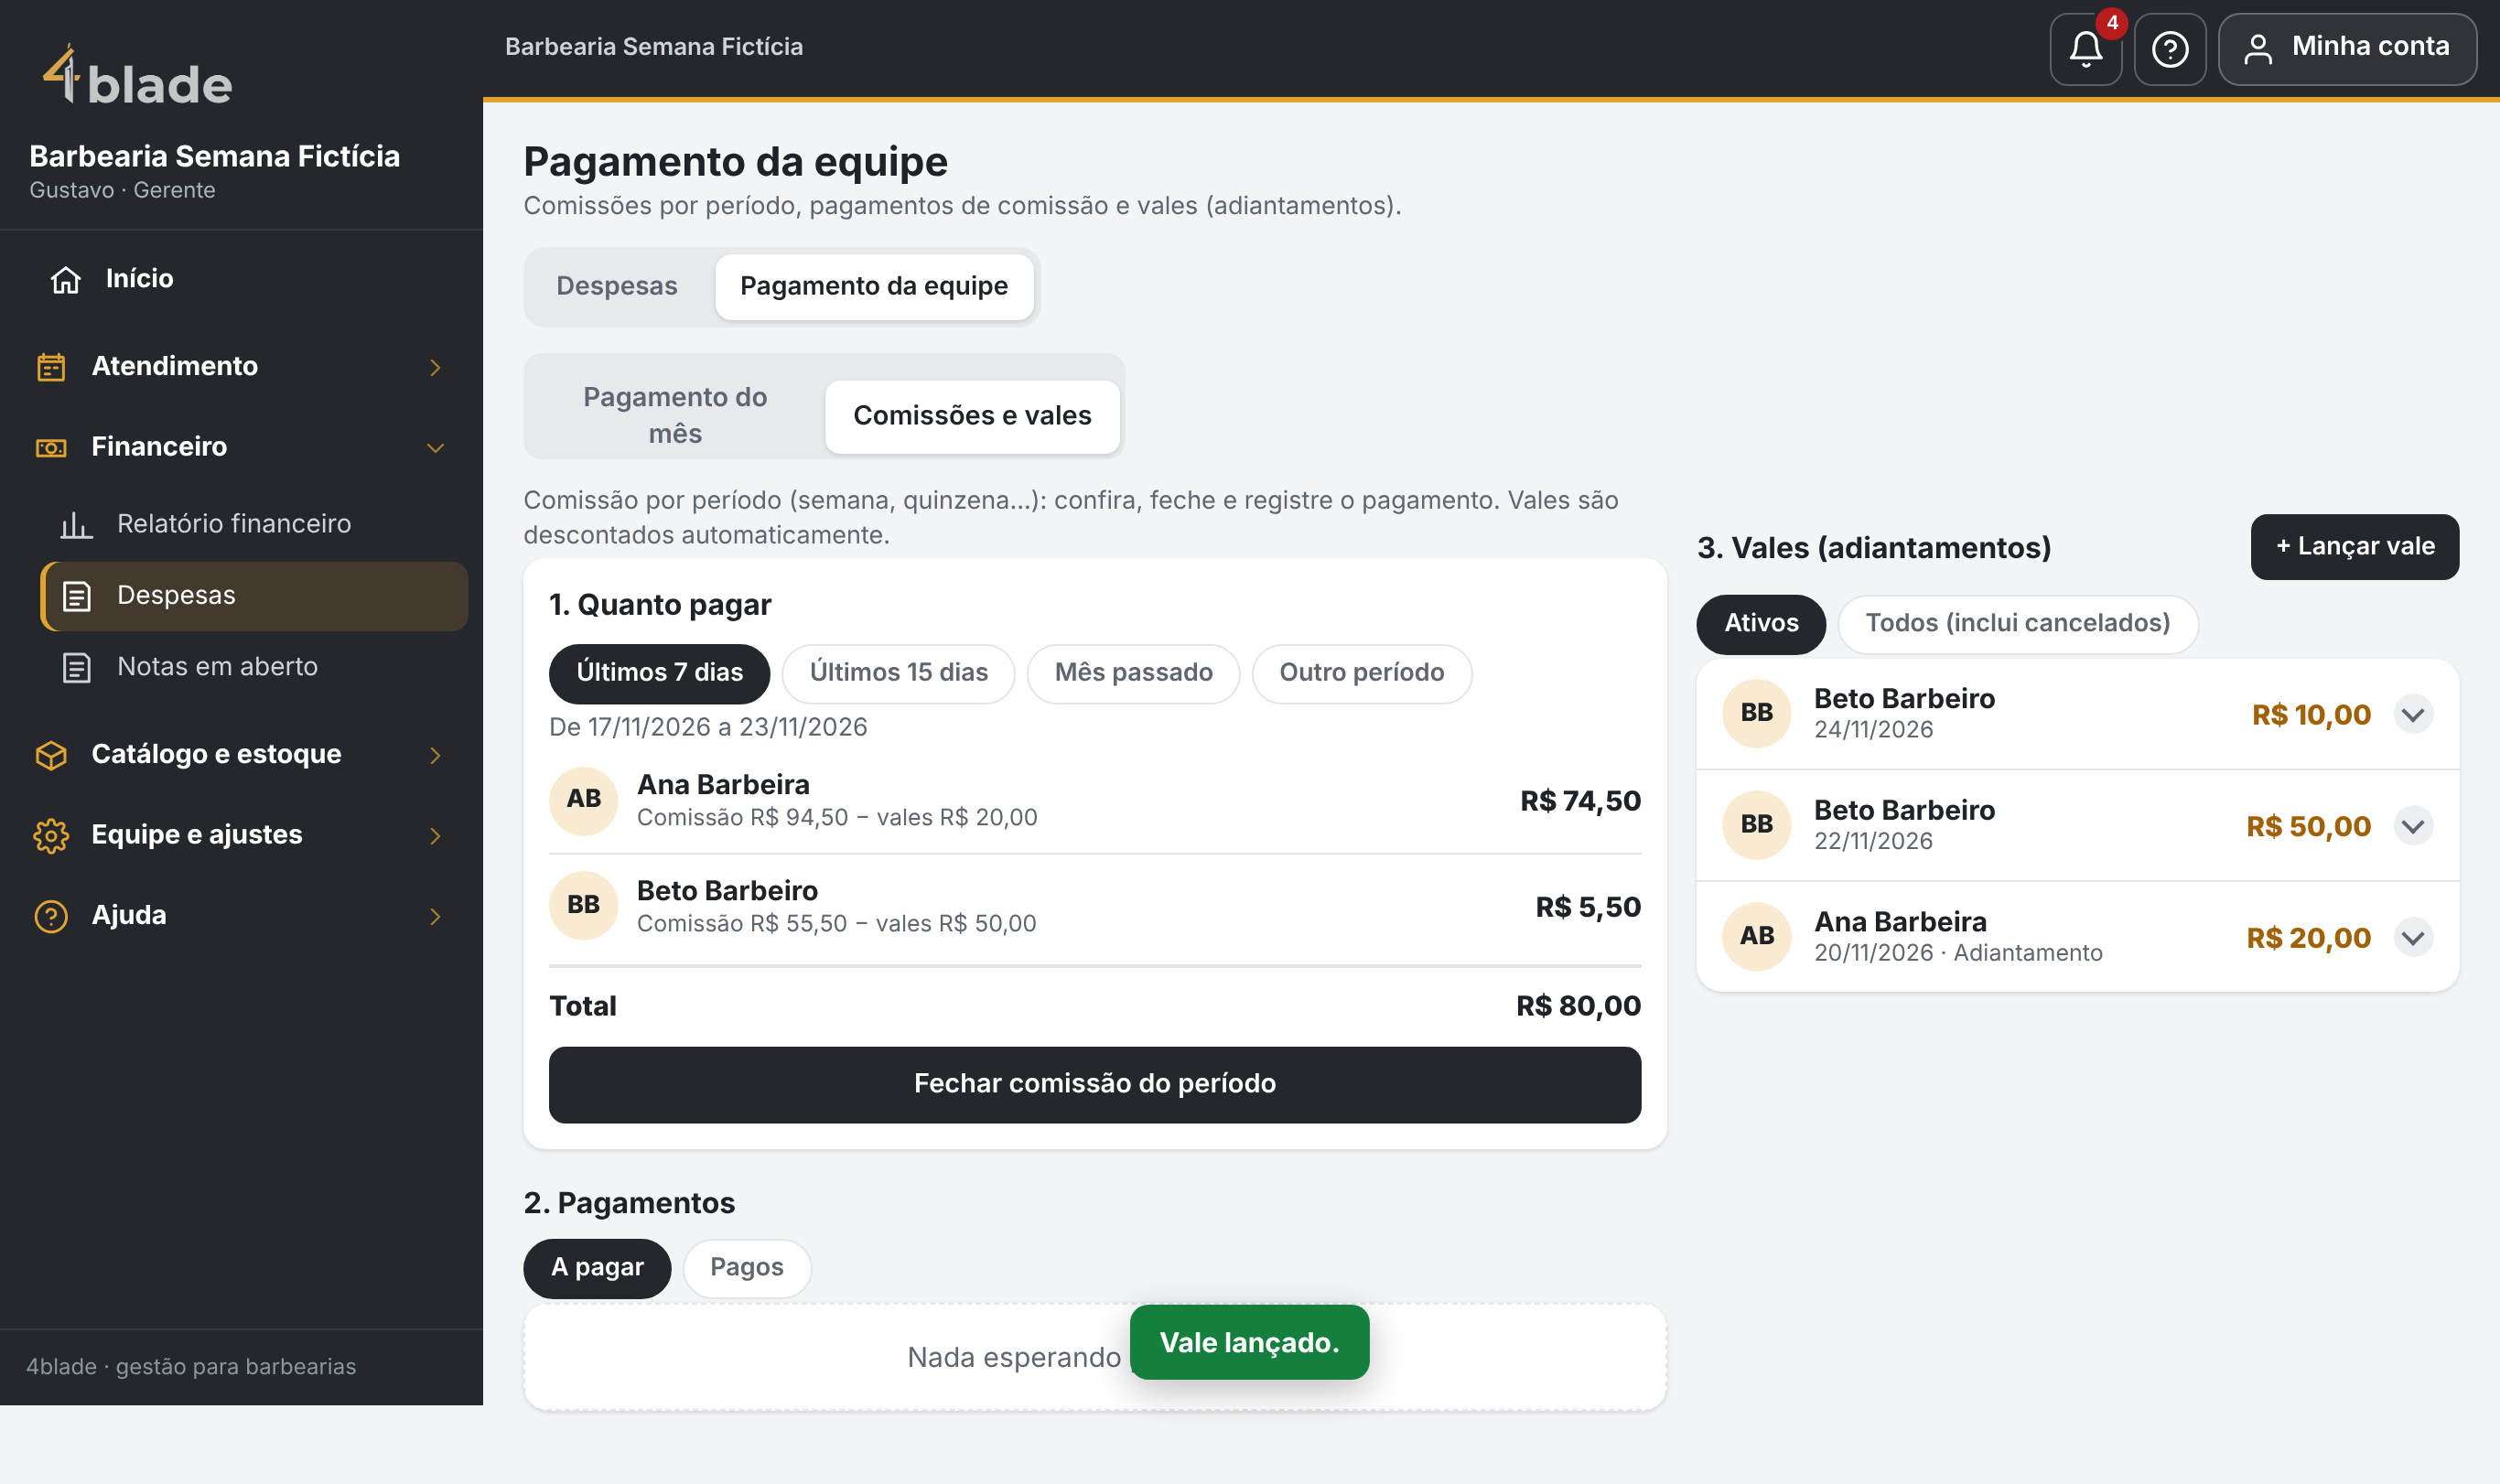 4blade
Barbearia Semana Fictícia
Gustavo · Gerente
Início
Atendimento
Financeiro
Relatório financeiro
Despesas
Notas em aberto
Catálogo e estoque
Equipe e ajustes
Ajuda
4blade · gestão para barbearias
Barbearia Semana Fictícia
4
Minha conta
Pagamento da equipe
Comissões por período, pagamentos de comissão e vales (adiantamentos).
Despesas
Pagamento da equipe
Pagamento do
mês
Comissões e vales
Comissão por período (semana, quinzena...): confira, feche e registre o pagamento. Vales são
descontados automaticamente.
1. Quanto pagar
Últimos 7 dias
Últimos 15 dias
Mês passado
Outro período
De 17/11/2026 a 23/11/2026
AB
Ana Barbeira
Comissão R$ 94,50 − vales R$ 20,00
R$ 74,50
BB
Beto Barbeiro
Comissão R$ 55,50 − vales R$ 50,00
R$ 5,50
Total
R$ 80,00
Fechar comissão do período
2. Pagamentos
A pagar
Pagos
Nada esperando
Vale lançado.
3. Vales (adiantamentos)
+ Lançar vale
Ativos
Todos (inclui cancelados)
BB
Beto Barbeiro
24/11/2026
R$ 10,00
BB
Beto Barbeiro
22/11/2026
R$ 50,00
AB
Ana Barbeira
20/11/2026 · Adiantamento
R$ 20,00